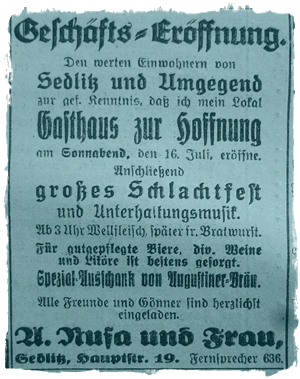 Geschäfts-Eröffnung.
Den werten Einwohnern von
Sedlitz und Umgegend
zur gef. Kenntnis, daß ich mein Lokal
Gasthaus zur Hoffnung
am Sonnabend, den 16. Juli, eröffne.
Anschließend
großes Schlachtfest
und Unterhaltungsmusik.
Ab 3 Uhr Wellfleisch, später fr. Bratwurst.
Für gutgepflegte Biere, div. Weine
und Liköre ist bestens gesorgt.
Spezial-Ausschank von Augustiner-Bräu.
Alle Freunde und Gönner sind herzlichst
eingeladen.
A. Nusa und Frau,
Sedlitz, Hauptstr. 19. Fernsprecher 636.